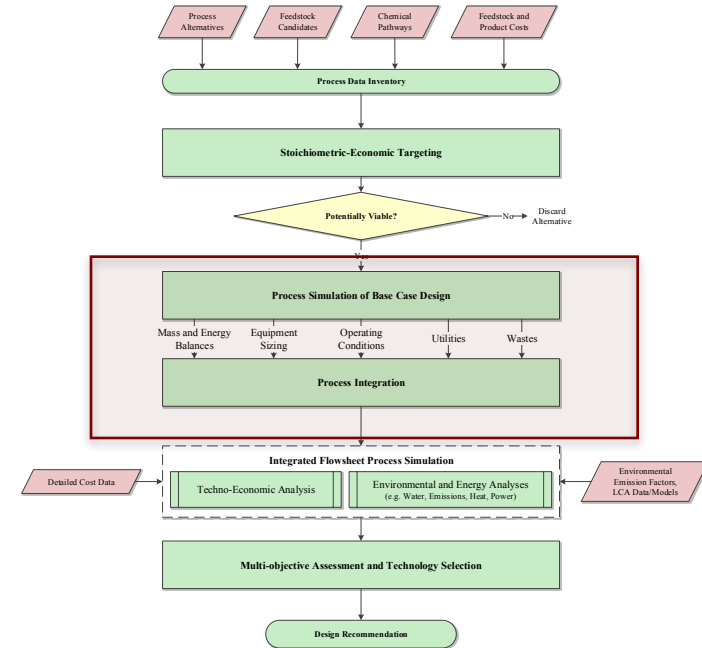 Process
Alternatives
Feedstock
Candidates
Chemical
Pathways
Feedstock and
Product Costs
Process Data Inventory
Stoichiometric-Economic Targeting
Potentially Viable?
No
Discard
Alternative
Yes
Process Simulation of Base Case Design
Mass and Energy
Balances
Equipment
Sizing
Operating
Conditions
Utilities
Wastes
Process Integration
Integrated Flowsheet Process Simulation
Detailed Cost Data
Techno-Economic Analysis
Environmental and Energy Analyses
(e.g. Water, Emissions, Heat, Power)
Environmental
Emission Factors,
LCA Data/Models
Multi-objective Assessment and Technology Selection
Design Recommendation